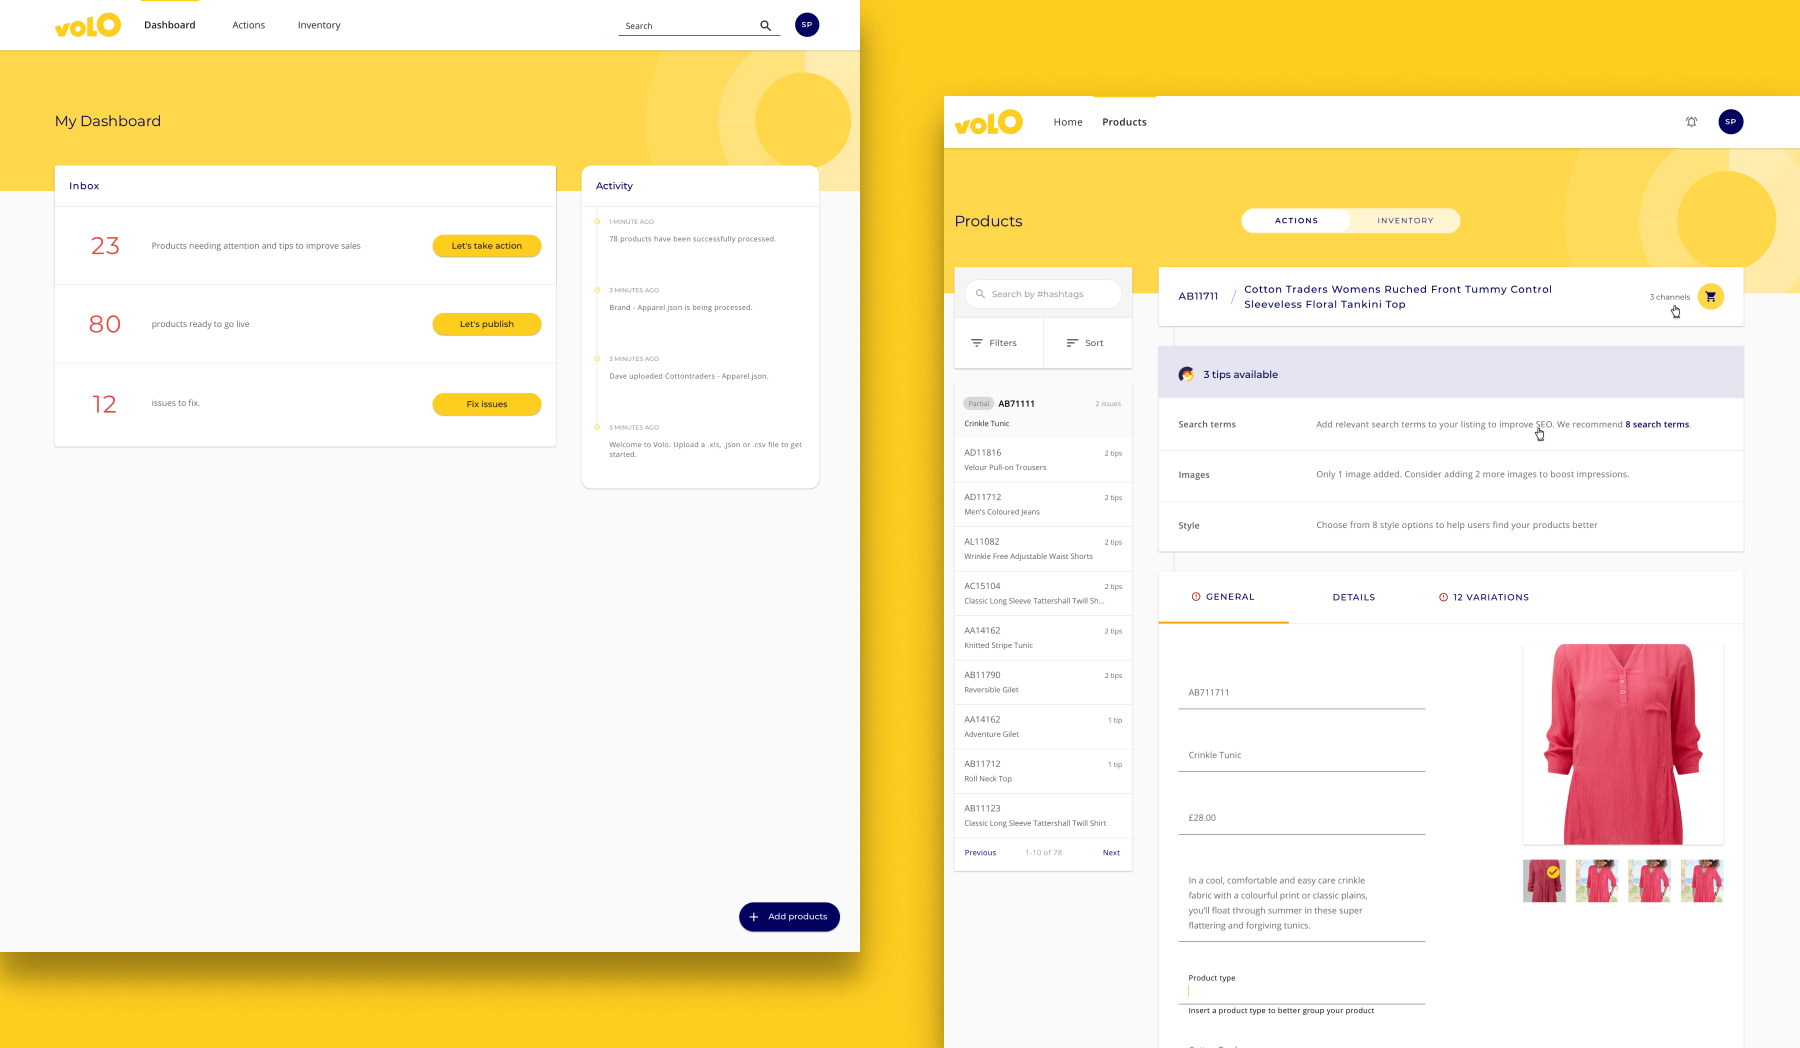 volo
Dashboard
Actions
Inventory
Search
SP
My Dashboard
Inbox
23
Products needing attention and tips to improve sales
Let's take action
80
products ready to go live
Let's publish
12
issues to fix.
Fix issues
Activity
1 MINUTE AGO
78 products have been successfully processed.
3 MINUTES AGO
Brand - Apparel.json is being processed.
3 MINUTES AGO
Dave uploaded Cottontraders - Apparel.json.
5 MINUTES AGO
Welcome to Volo. Upload a .xls, .json or .csv file to get
started.
Add products
volo
Home
Products
SP
Products
ACTIONS
INVENTORY
Search by #hashtags
Filters
Sort
Partial AB71111 2 issues
Crinkle Tunic
AD11816 2 tips
Velour Pull-on Trousers
AD11712 2 tips
Men's Coloured Jeans
AL11082 2 tips
Wrinkle Free Adjustable Waist Shorts
AC15104 2 tips
Classic Long Sleeve Tattershall Twill Sh...
AA14162 2 tips
Knitted Stripe Tunic
AB11790 2 tips
Reversible Gilet
AA14162 1 tip
Adventure Gilet
AB11712 1 tip
Roll Neck Top
AB11123
Classic Long Sleeve Tattershall Twill Shirt
Previous 1-10 of 78 Next
AB11711 / Cotton Traders Womens Ruched Front Tummy Control
Sleeveless Floral Tankini Top
3 channels
3 tips available
Search terms
Add relevant search terms to your listing to improve SEO. We recommend 8 search terms.
Images
Only 1 image added. Consider adding 2 more images to boost impressions.
Style
Choose from 8 style options to help users find your products better
GENERAL
DETAILS
12 VARIATIONS
AB711711
Crinkle Tunic
£28.00
In a cool, comfortable and easy care crinkle
fabric with a colourful print or classic plains,
you'll float through summer in these super
flattering and forgiving tunics.
Product type
Insert a product type to better group your product